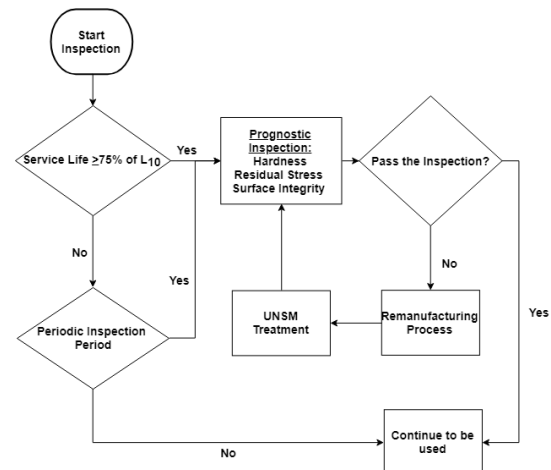 Start
Inspection
Service Life ≥75% of L10
Yes
Prognostic
Inspection:
Hardness
Residual Stress
Surface Integrity
Pass the Inspection?
No
Yes
No
Yes
Periodic Inspection
Period
UNSM
Treatment
Remanufacturing
Process
No
Continue to be
used